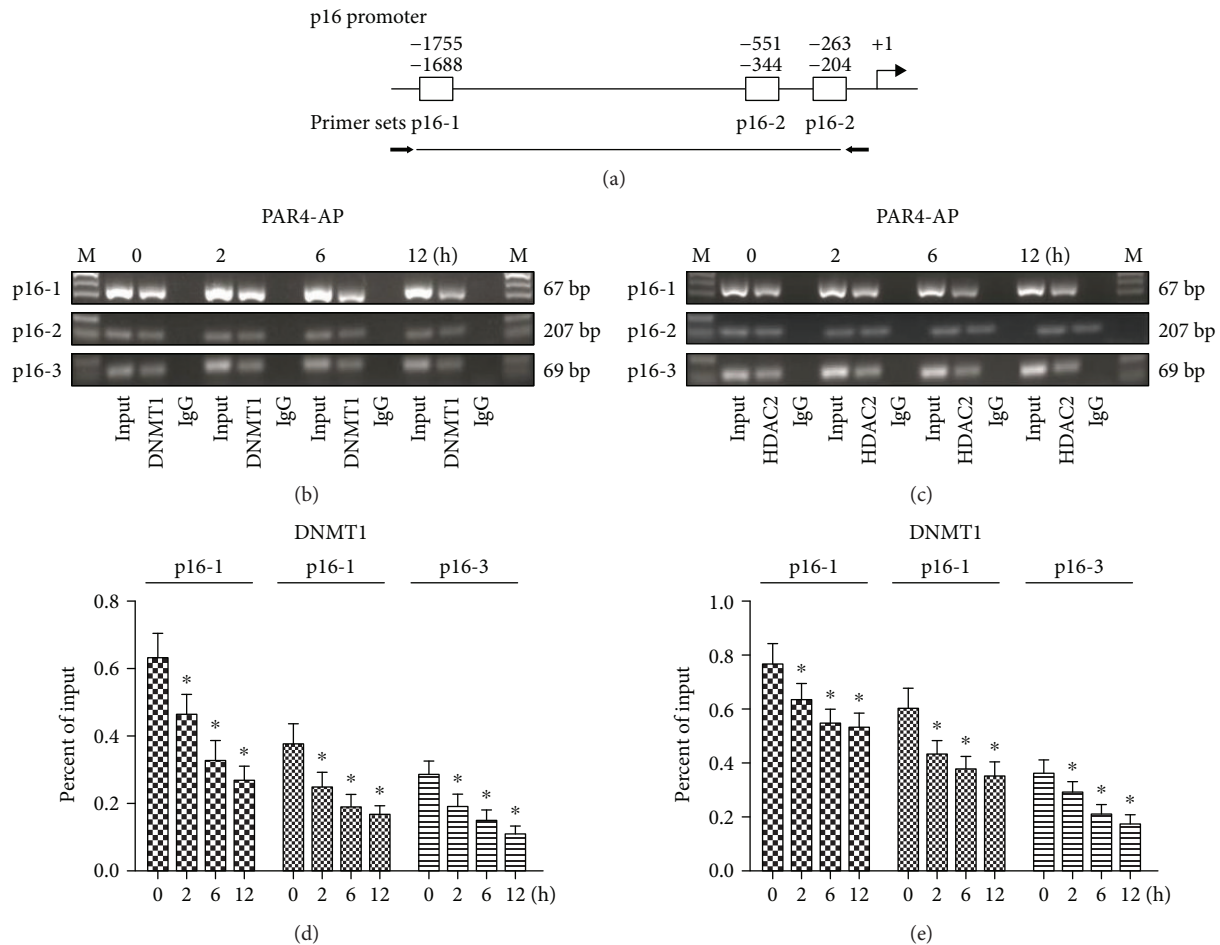 p16 promoter
−1755 −551 −263 +1
−1688 −344 −204
Primer sets p16-1 p16-2 p16-2
(a)
PAR4-AP
M 0 2 6 12 (h) M
p16-1 67 bp
p16-2 207 bp
p16-3 69 bp
Input DNMT1 IgG Input DNMT1 IgG Input DNMT1 IgG Input DNMT1 IgG
(b)
PAR4-AP
M 0 2 6 12 (h) M
p16-1 67 bp
p16-2 207 bp
p16-3 69 bp
Input HDAC2 IgG Input HDAC2 IgG Input HDAC2 IgG Input HDAC2 IgG
(c)
DNMT1
p16-1 p16-1 p16-3
Percent of input
0.8
0.6
0.4
0.2
0.0
* * * * * * * * *
0 2 6 12 0 2 6 12 0 2 6 12 (h)
(d)
DNMT1
p16-1 p16-1 p16-3
Percent of input
1.0
0.8
0.6
0.4
0.2
0.0
* * * * * * * * *
0 2 6 12 0 2 6 12 0 2 6 12 (h)
(e)